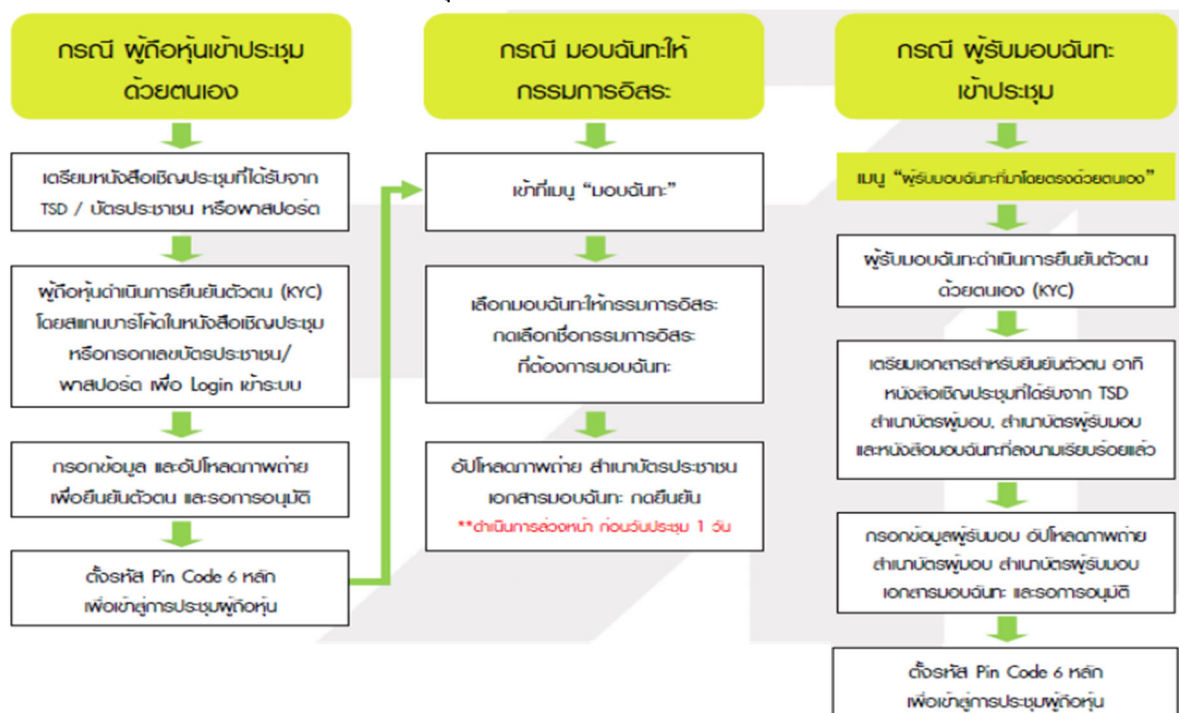 กรณี ผู้ถือหุ้นเข้าประชุม
ด้วยตนเอง
เตรียมหนังสือเชิญประชุมที่ได้รับจาก
TSD / บัตรประชาชน หรือพาสปอร์ต
ผู้ถือหุ้นดำเนินการยืนยันตัวตน (KYC)
โดยสแกนบาร์โค้ดในหนังสือเชิญประชุม
หรือกรอกเลขบัตรประชาชน/
พาสปอร์ต เพื่อ Login เข้าระบบ
กรอกข้อมูล และอัปโหลดภาพถ่าย
เพื่อยืนยันตัวตน และรอการอนุมัติ
ตั้งรหัส Pin Code 6 หลัก
เพื่อเข้าสู่การประชุมผู้ถือหุ้น
กรณี มอบฉันทะให้
กรรมการอิสระ
เข้าที่เมนู “มอบฉันทะ”
เลือกมอบฉันทะให้กรรมการอิสระ
กดเลือกชื่อกรรมการอิสระ
ที่ต้องการมอบฉันทะ
อัปโหลดภาพถ่าย สำเนาบัตรประชาชน
เอกสารมอบฉันทะ กดยืนยัน
**ดำเนินการล่วงหน้า ก่อนวันประชุม 1 วัน
กรณี ผู้รับมอบฉันทะ
เข้าประชุม
เมนู “ผู้รับมอบฉันทะที่มาโดยตรงด้วยตนเอง”
ผู้รับมอบฉันทะดำเนินการยืนยันตัวตน
ด้วยตนเอง (KYC)
เตรียมเอกสารสำหรับยืนยันตัวตน อาทิ
หนังสือเชิญประชุมที่ได้รับจาก TSD
สำเนาบัตรผู้มอบ, สำเนาบัตรผู้รับมอบ
และหนังสือมอบฉันทะที่ลงนามเรียบร้อยแล้ว
กรอกข้อมูลผู้รับมอบ อัปโหลดภาพถ่าย
สำเนาบัตรผู้มอบ สำเนาบัตรผู้รับมอบ
เอกสารมอบฉันทะ และรอการอนุมัติ
ตั้งรหัส Pin Code 6 หลัก
เพื่อเข้าสู่การประชุมผู้ถือหุ้น